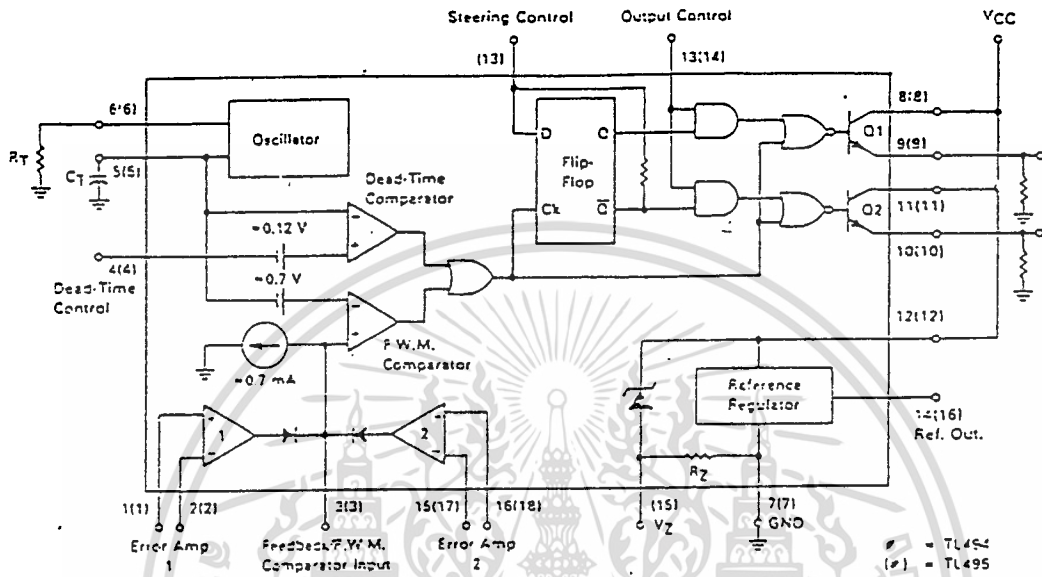 Steering Control
Output Control
VCC
(13)
13(14)
6(6)
RT
5(5)
CT
Oscillator
D
Q
Flip-
Flop
Ck
Q̅
8(8)
Q1
9(9)
11(11)
Q2
10(10)
Dead-Time
Comparator
≈0.12 V
4(4)
Dead-Time
Control
≈0.7 V
P.W.M.
Comparator
≈0.7 mA
12(12)
Reference
Regulator
14(16)
Ref. Out.
RZ
1
2
1(1)
2(2)
3(3)
15(17)
16(18)
(15)
VZ
7(7)
GND
Error Amp
1
Feedback/P.W.M.
Comparator Input
Error Amp
2
# = TL494
(#) = TL495